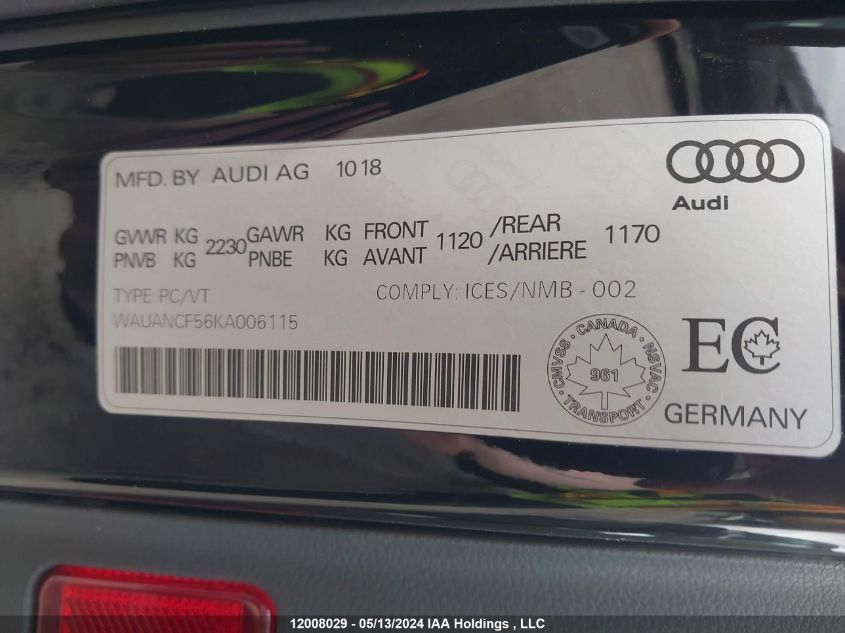 MFD. BY AUDI AG 1018
Audi
GVWR KG 2230 GAWR KG FRONT 1120 /REAR 1170
PNVB KG PNBE KG AVANT /ARRIERE
TYPE: PC/VT COMPLY: ICES/NMB - 002
WAUANCF56KA006115
CANADA · NSVAC · TRANSPORT · CMVSS ·
961
EC
GERMANY
12008029 - 05/13/2024 IAA Holdings , LLC